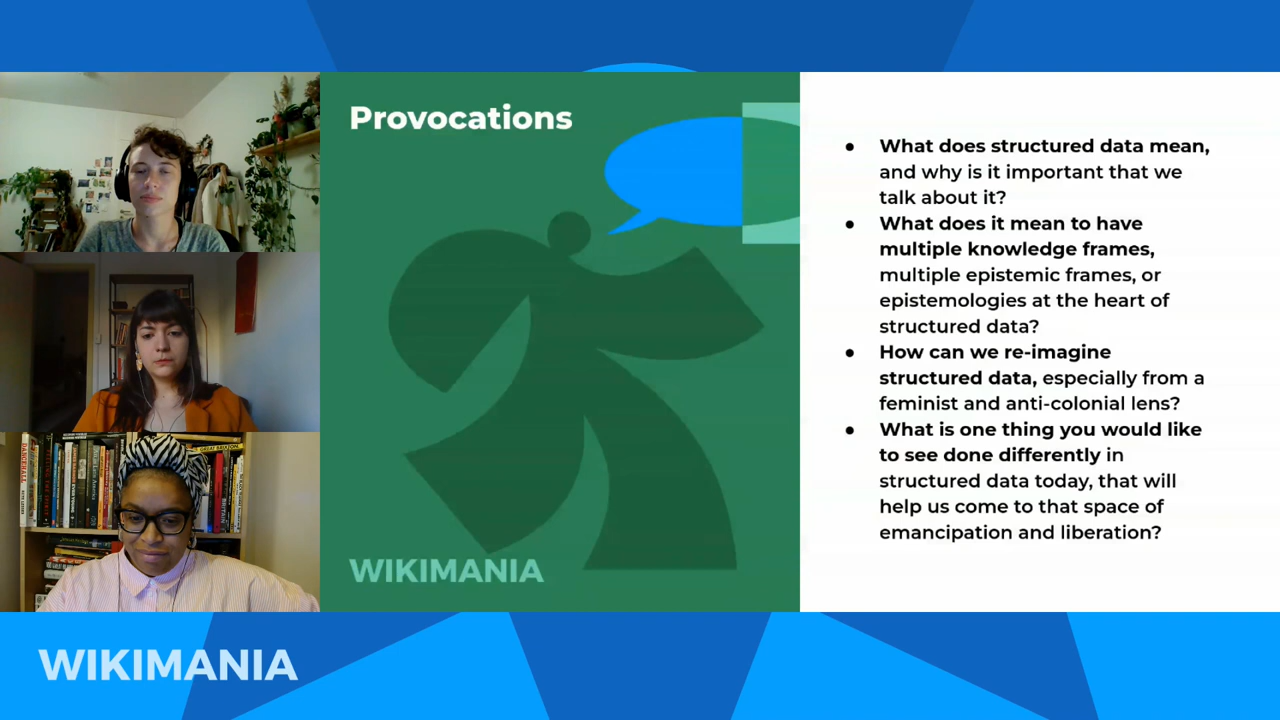 Provocations
WIKIMANIA
● What does structured data mean,
and why is it important that we
talk about it?
● What does it mean to have
multiple knowledge frames,
multiple epistemic frames, or
epistemologies at the heart of
structured data?
● How can we re-imagine
structured data, especially from a
feminist and anti-colonial lens?
● What is one thing you would like
to see done differently in
structured data today, that will
help us come to that space of
emancipation and liberation?
WIKIMANIA